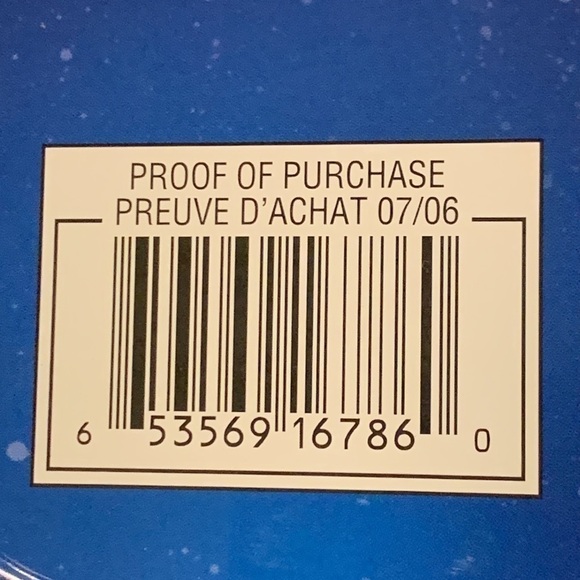 PROOF OF PURCHASE
PREUVE D'ACHAT 07/06
6 53569 16786 0